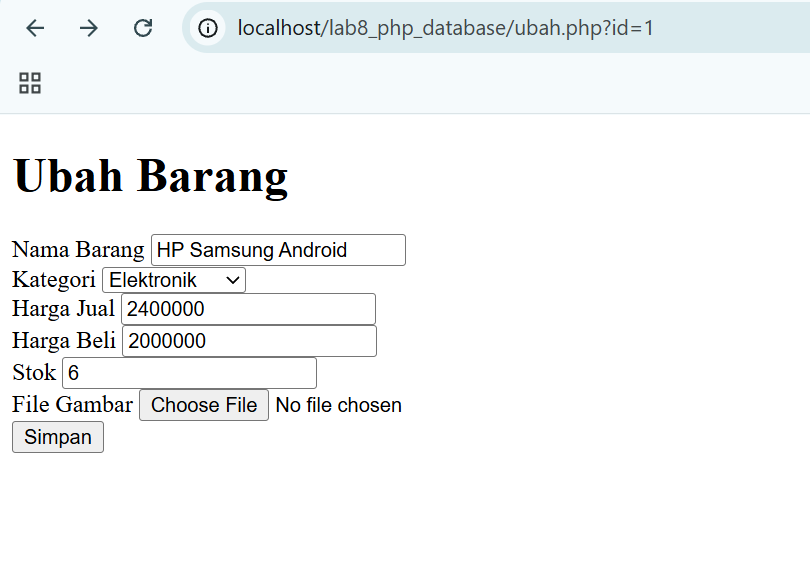 localhost/lab8_php_database/ubah.php?id=1
Ubah Barang
Nama Barang HP Samsung Android
Kategori Elektronik
Harga Jual 2400000
Harga Beli 2000000
Stok 6
File Gambar Choose File No file chosen
Simpan